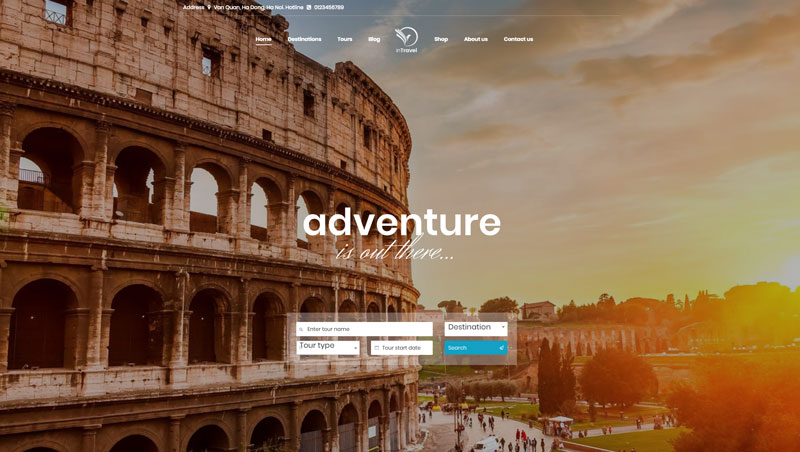 Address Van Quan, Ha Dong, Ha Noi. Hotline 0123456789
Home Destinations Tours Blog inTravel Shop About us Contact us
adventure
is out there...
Enter tour name Destination
Tour type Tour start date Search